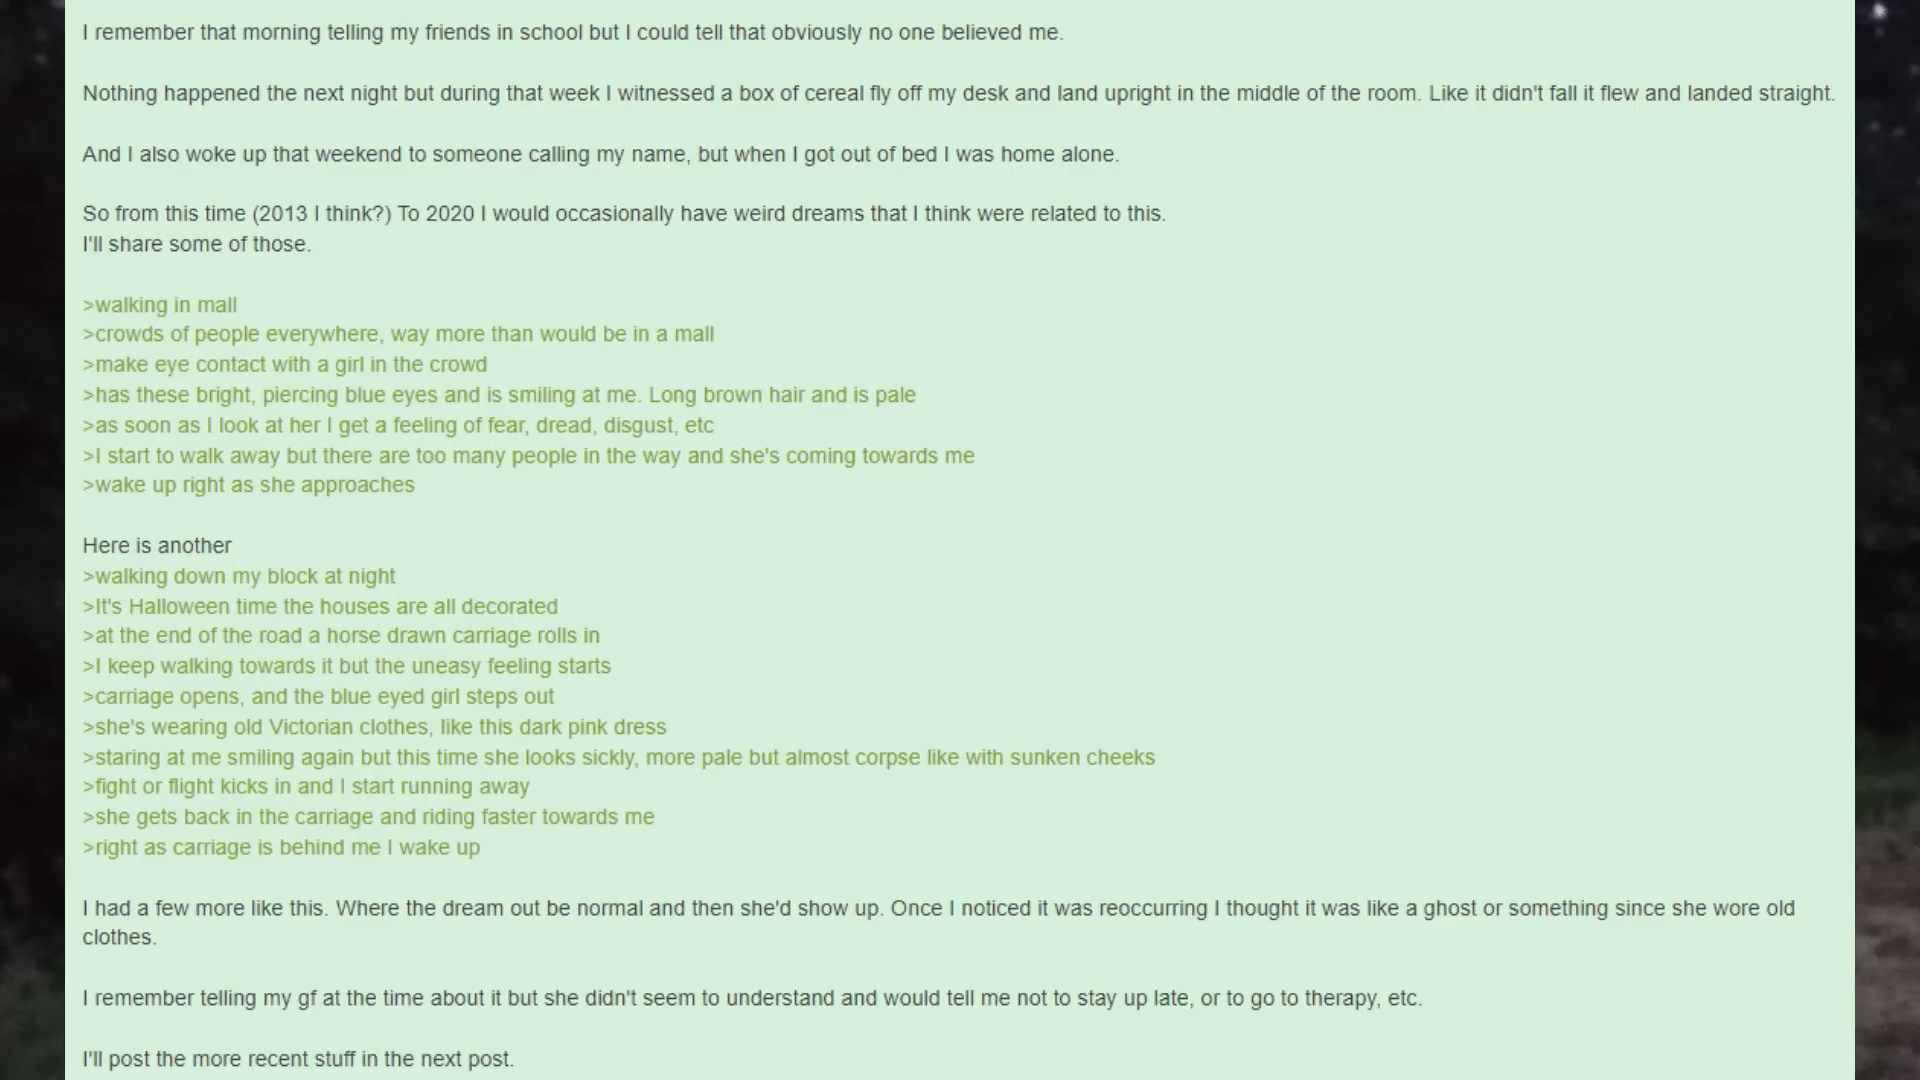 I remember that morning telling my friends in school but I could tell that obviously no one believed me.
Nothing happened the next night but during that week I witnessed a box of cereal fly off my desk and land upright in the middle of the room. Like it didn't fall it flew and landed straight.
And I also woke up that weekend to someone calling my name, but when I got out of bed I was home alone.
So from this time (2013 I think?) To 2020 I would occasionally have weird dreams that I think were related to this.
I'll share some of those.
>walking in mall
>crowds of people everywhere, way more than would be in a mall
>make eye contact with a girl in the crowd
>has these bright, piercing blue eyes and is smiling at me. Long brown hair and is pale
>as soon as I look at her I get a feeling of fear, dread, disgust, etc
>I start to walk away but there are too many people in the way and she's coming towards me
>wake up right as she approaches
Here is another
>walking down my block at night
>It's Halloween time the houses are all decorated
>at the end of the road a horse drawn carriage rolls in
>I keep walking towards it but the uneasy feeling starts
>carriage opens, and the blue eyed girl steps out
>she's wearing old Victorian clothes, like this dark pink dress
>staring at me smiling again but this time she looks sickly, more pale but almost corpse like with sunken cheeks
>fight or flight kicks in and I start running away
>she gets back in the carriage and riding faster towards me
>right as carriage is behind me I wake up
I had a few more like this. Where the dream out be normal and then she'd show up. Once I noticed it was reoccurring I thought it was like a ghost or something since she wore old
clothes.
I remember telling my gf at the time about it but she didn't seem to understand and would tell me not to stay up late, or to go to therapy, etc.
I'll post the more recent stuff in the next post.